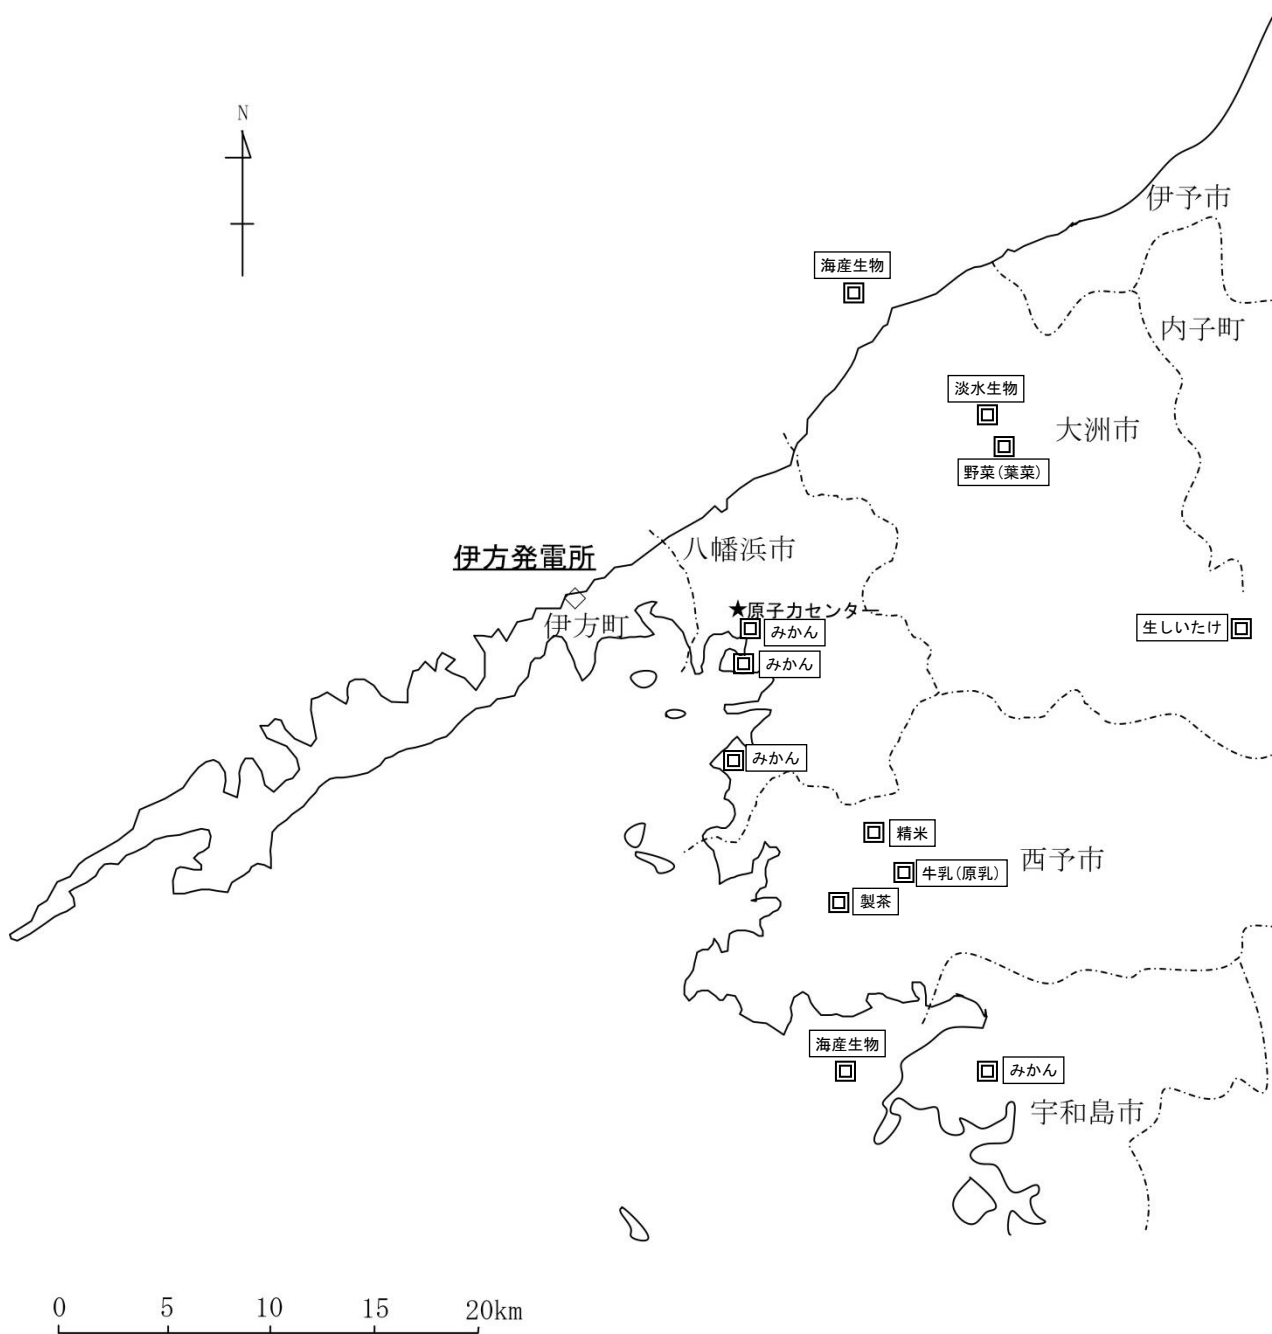 N
伊予市
海産生物
内子町
淡水生物
大洲市
野菜(葉菜)
八幡浜市
伊方発電所
★原子力センター
伊方町
みかん
生しいたけ
みかん
みかん
精米
西予市
牛乳(原乳)
製茶
海産生物
みかん
宇和島市
0 5 10 15 20km